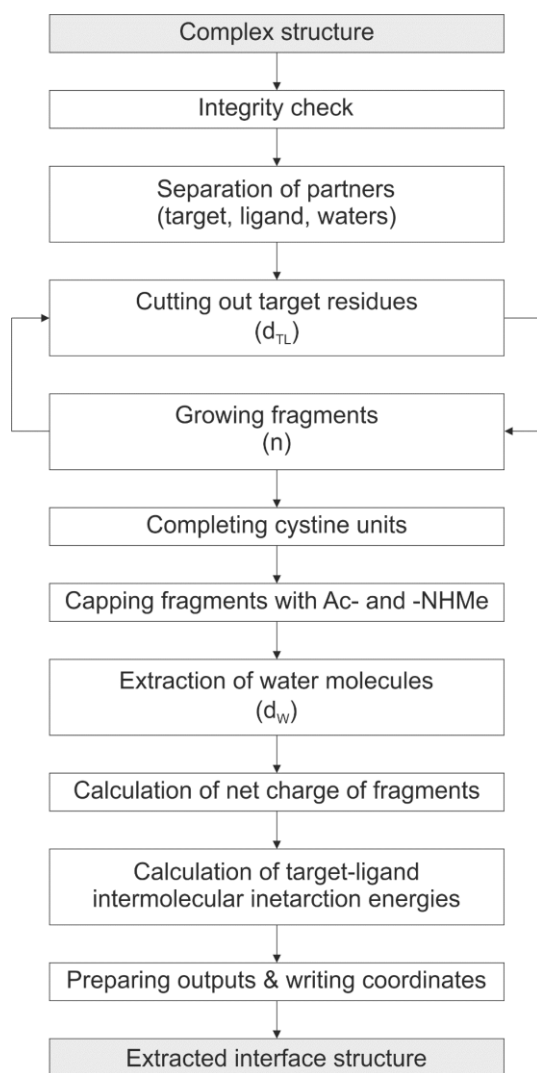 Complex structure
Integrity check
Separation of partners
(target, ligand, waters)
Cutting out target residues
(dTL)
Growing fragments
(n)
Completing cystine units
Capping fragments with Ac- and -NHMe
Extraction of water molecules
(dW)
Calculation of net charge of fragments
Calculation of target-ligand
intermolecular inetarction energies
Preparing outputs & writing coordinates
Extracted interface structure